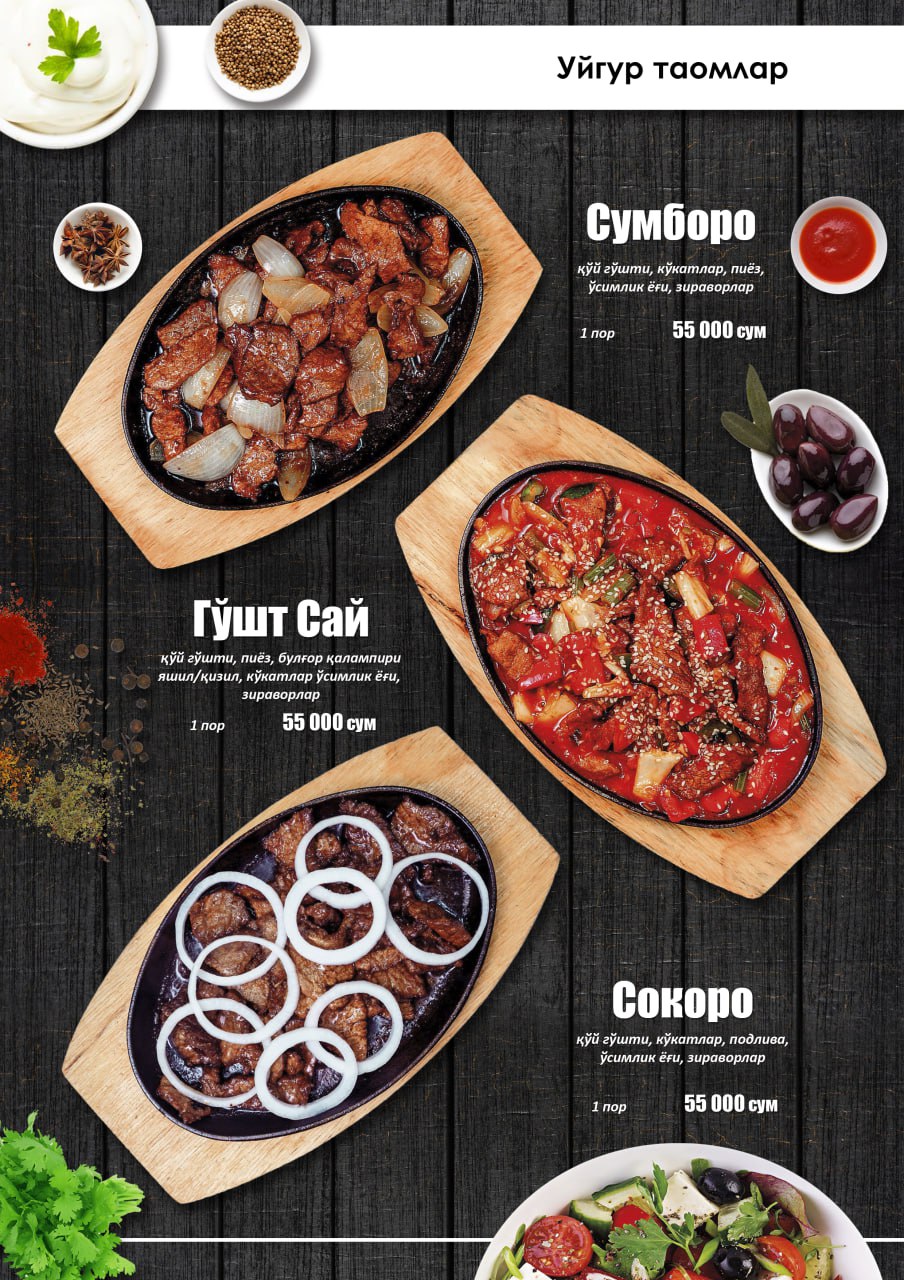 Уйгур таомлар
Сумборо
қўй гўшти, кўкатлар, пиёз,
ўсимлик ёғи, зираворлар
1 пор 55 000 сум
Гўшт Сай
қўй гўшти, пиёз, булғор қалампири
яшил/қизил, кўкатлар ўсимлик ёғи,
зираворлар
1 пор 55 000 сум
Сокоро
қўй гўшти, кўкатлар, подлива,
ўсимлик ёғи, зираворлар
1 пор 55 000 сум